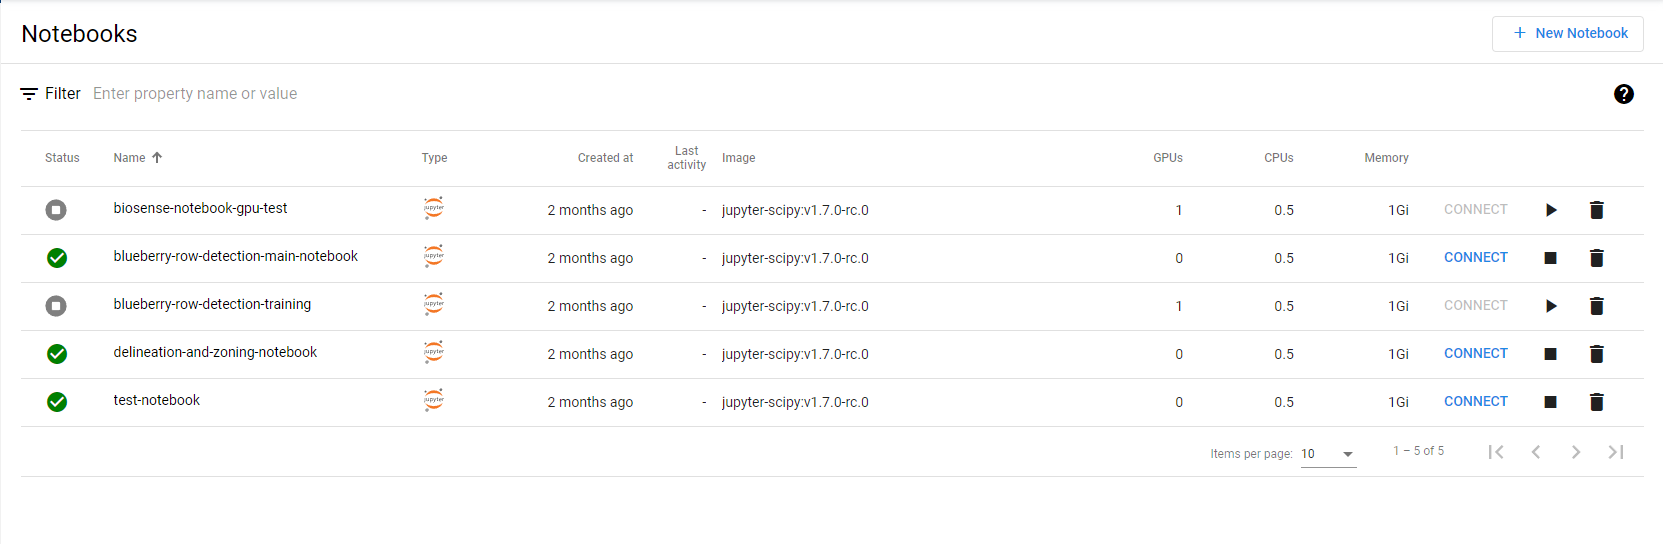 Notebooks
+ New Notebook
Filter Enter property name or value
Status Name Type Created at Last activity Image GPUs CPUs Memory
biosense-notebook-gpu-test jupyter 2 months ago - jupyter-scipy:v1.7.0-rc.0 1 0.5 1Gi CONNECT
blueberry-row-detection-main-notebook jupyter 2 months ago - jupyter-scipy:v1.7.0-rc.0 0 0.5 1Gi CONNECT
blueberry-row-detection-training jupyter 2 months ago - jupyter-scipy:v1.7.0-rc.0 1 0.5 1Gi CONNECT
delineation-and-zoning-notebook jupyter 2 months ago - jupyter-scipy:v1.7.0-rc.0 0 0.5 1Gi CONNECT
test-notebook jupyter 2 months ago - jupyter-scipy:v1.7.0-rc.0 0 0.5 1Gi CONNECT
Items per page: 10 1 – 5 of 5